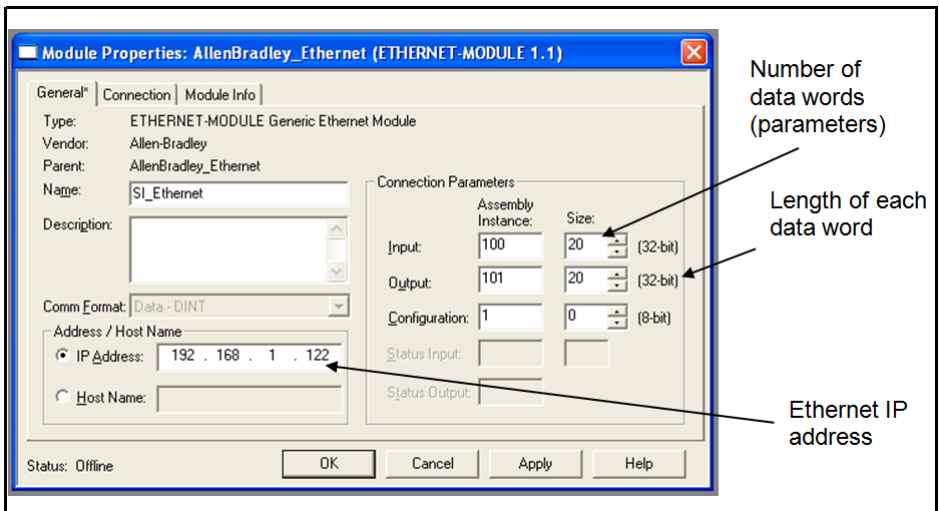 Module Properties: AllenBradley_Ethernet (ETHERNET-MODULE 1.1)
General* Connection Module Info
Type: ETHERNET-MODULE Generic Ethernet Module
Vendor: Allen-Bradley
Parent: AllenBradley_Ethernet
Name: SI_Ethernet
Description:
Comm Format: Data - DINT
Address / Host Name
IP Address: 192 . 168 . 1 . 122
Host Name:
Connection Parameters
Assembly
Instance: Size:
Input: 100 20 (32-bit)
Output: 101 20 (32-bit)
Configuration: 1 0 (8-bit)
Status Input:
Status Output:
Status: Offline
OK Cancel Apply Help
Number of
data words
(parameters)
Length of each
data word
Ethernet IP
address